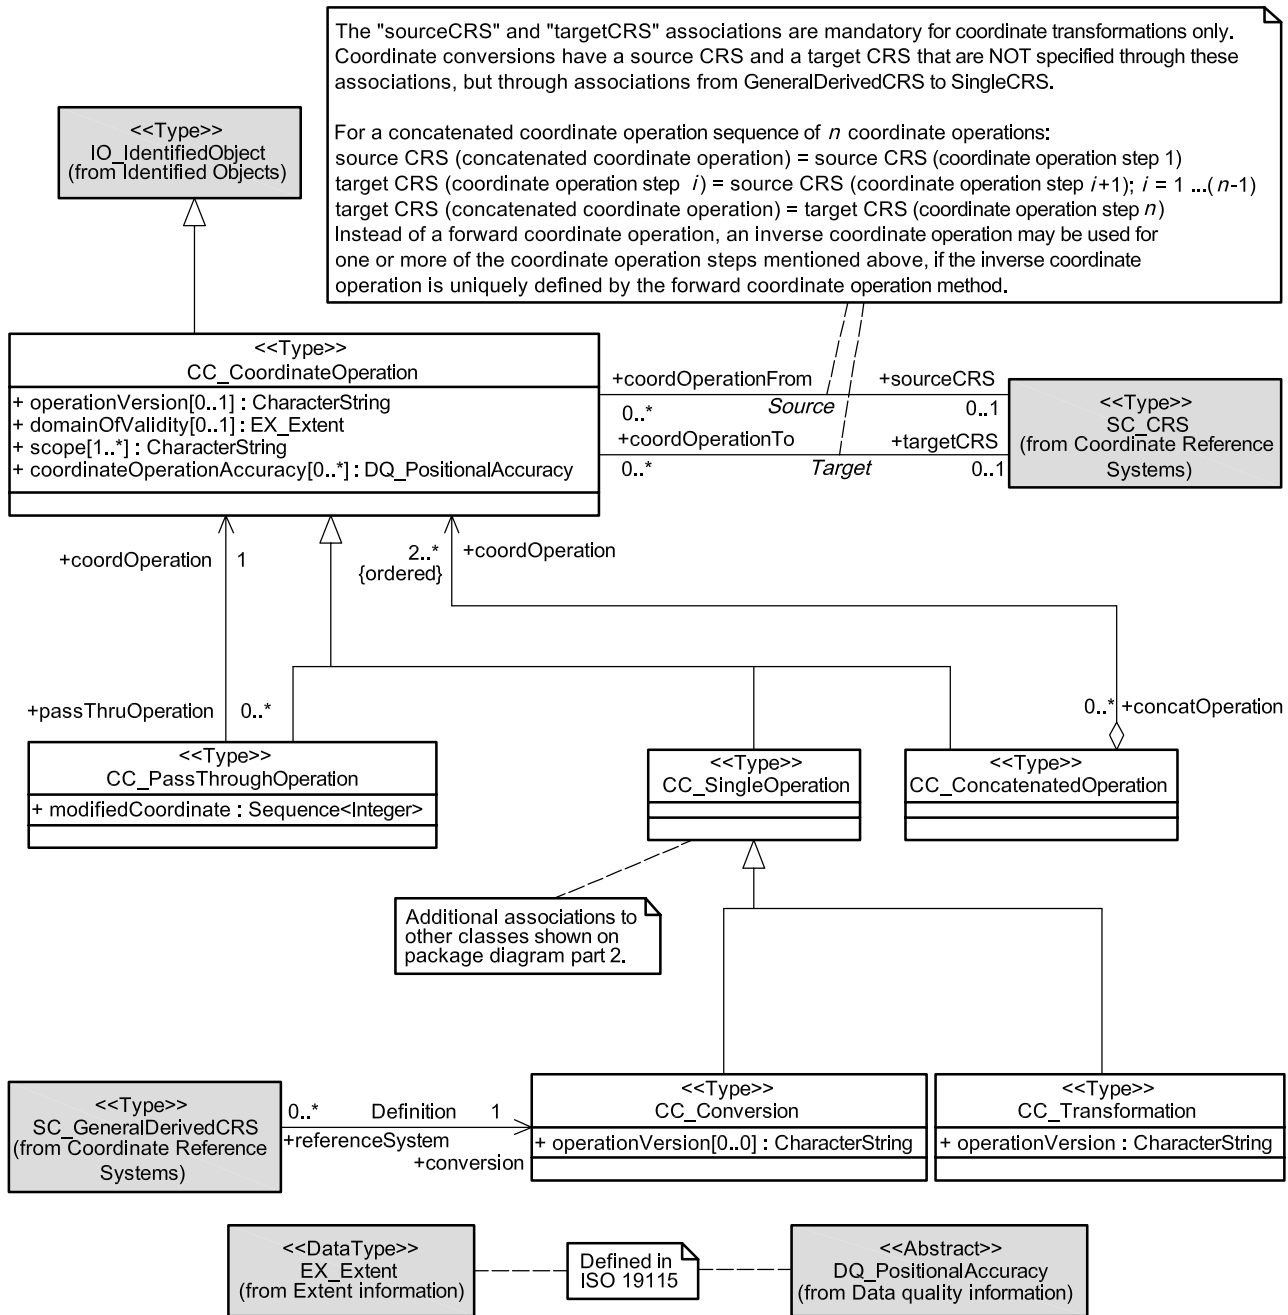 The "sourceCRS" and "targetCRS" associations are mandatory for coordinate transformations only.
Coordinate conversions have a source CRS and a target CRS that are NOT specified through these
associations, but through associations from GeneralDerivedCRS to SingleCRS.
For a concatenated coordinate operation sequence of n coordinate operations:
source CRS (concatenated coordinate operation) = source CRS (coordinate operation step 1)
target CRS (coordinate operation step i) = source CRS (coordinate operation step i+1); i = 1 ...(n-1)
target CRS (concatenated coordinate operation) = target CRS (coordinate operation step n)
Instead of a forward coordinate operation, an inverse coordinate operation may be used for
one or more of the coordinate operation steps mentioned above, if the inverse coordinate
operation is uniquely defined by the forward coordinate operation method.
<<Type>>
IO_IdentifiedObject
(from Identified Objects)
<<Type>>
CC_CoordinateOperation
+ operationVersion[0..1] : CharacterString
+ domainOfValidity[0..1] : EX_Extent
+ scope[1..*] : CharacterString
+ coordinateOperationAccuracy[0..*] : DQ_PositionalAccuracy
+coordOperationFrom
+sourceCRS
0..*
Source
0..1
+coordOperationTo
+targetCRS
0..*
Target
0..1
<<Type>>
SC_CRS
(from Coordinate Reference
Systems)
+coordOperation
1
2..*
{ordered}
+coordOperation
+passThruOperation
0..*
0..*
+concatOperation
<<Type>>
CC_PassThroughOperation
+ modifiedCoordinate : Sequence<Integer>
<<Type>>
CC_SingleOperation
<<Type>>
CC_ConcatenatedOperation
Additional associations to
other classes shown on
package diagram part 2.
<<Type>>
SC_GeneralDerivedCRS
(from Coordinate Reference
Systems)
0..*
Definition
1
+referenceSystem
+conversion
<<Type>>
CC_Conversion
+ operationVersion[0..0] : CharacterString
<<Type>>
CC_Transformation
+ operationVersion : CharacterString
<<DataType>>
EX_Extent
(from Extent information)
Defined in
ISO 19115
<<Abstract>>
DQ_PositionalAccuracy
(from Data quality information)